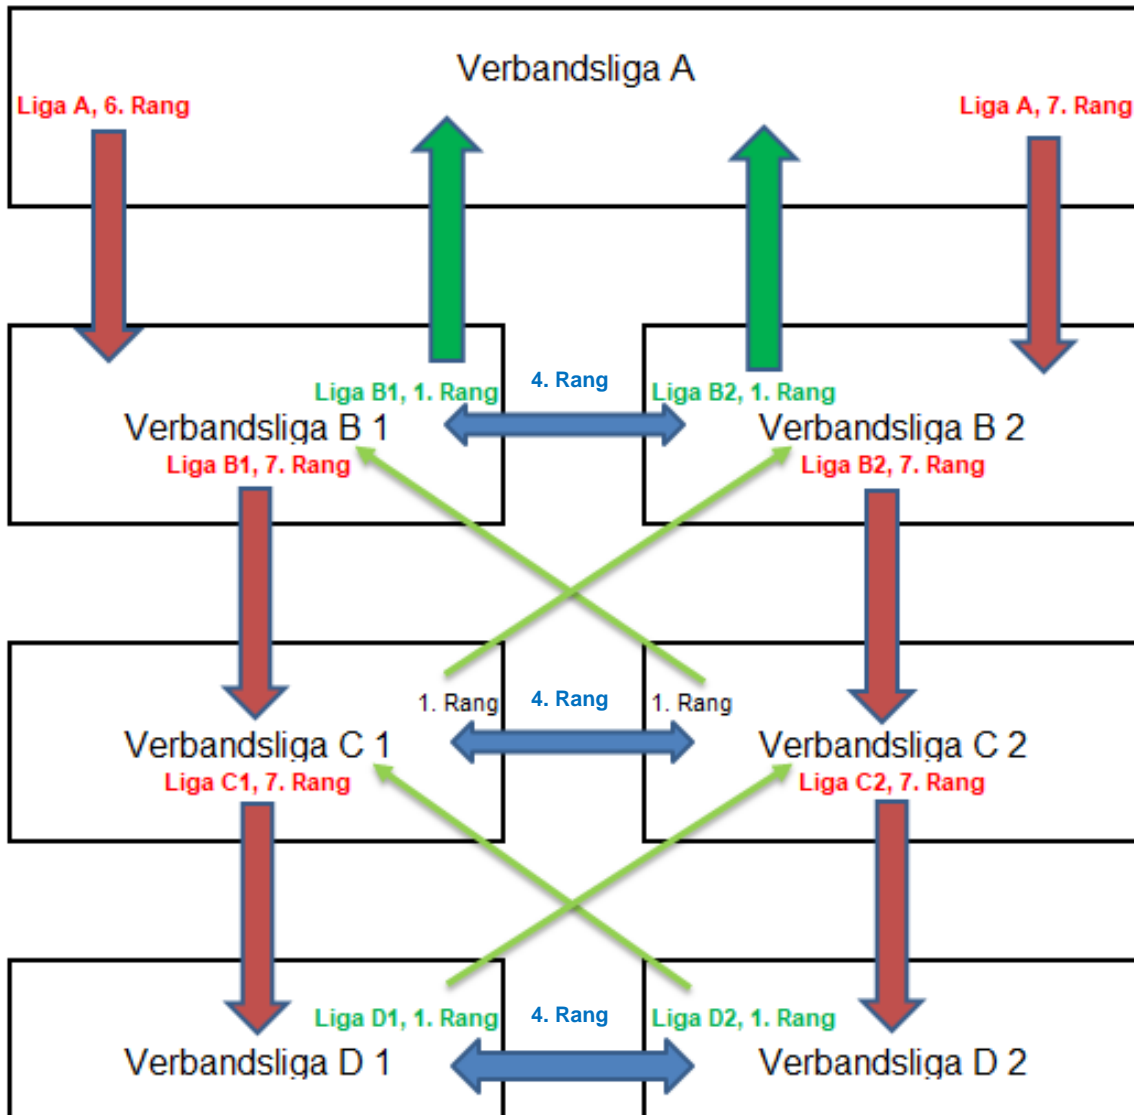 Verbandsliga A
Liga A, 6. Rang
Liga A, 7. Rang
Liga B1, 1. Rang
4. Rang
Liga B2, 1. Rang
Verbandsliga B 1
Verbandsliga B 2
Liga B1, 7. Rang
Liga B2, 7. Rang
1. Rang
4. Rang
1. Rang
Verbandsliga C 1
Verbandsliga C 2
Liga C1, 7. Rang
Liga C2, 7. Rang
Liga D1, 1. Rang
4. Rang
Liga D2, 1. Rang
Verbandsliga D 1
Verbandsliga D 2